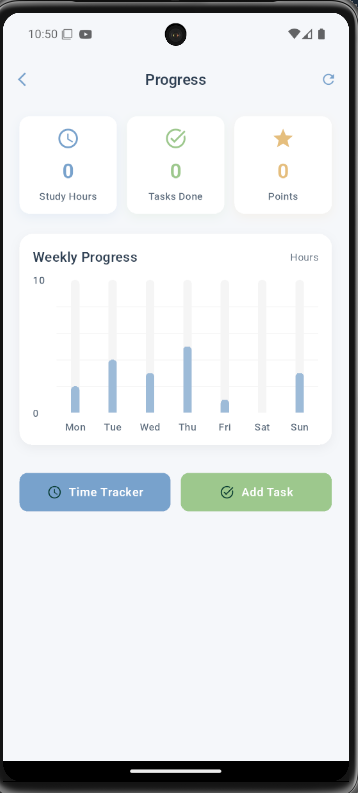 10:50
Progress
0 0 0
Study Hours Tasks Done Points
Weekly Progress Hours
10
0
Mon Tue Wed Thu Fri Sat Sun
Time Tracker Add Task